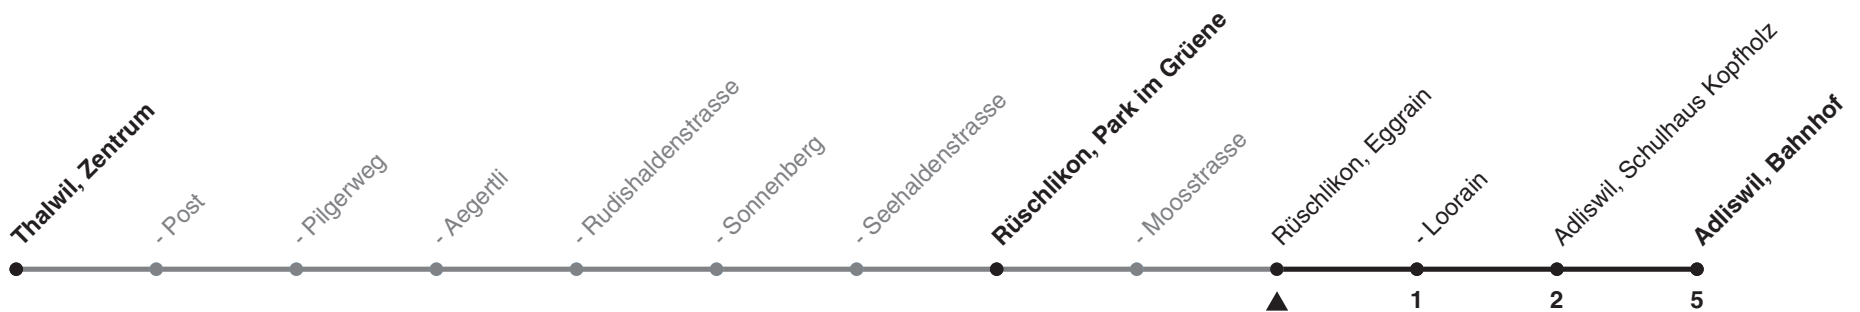 Thalwil, Zentrum
- Post
- Pilgerweg
- Aegertli
- Rudishaldenstrasse
- Sonnenberg
- Seehaldenstrasse
Rüschlikon, Park im Grüene
- Moosstrasse
Rüschlikon, Eggrain
- Loorain
Adliswil, Schulhaus Kopfholz
Adliswil, Bahnhof
1
2
5